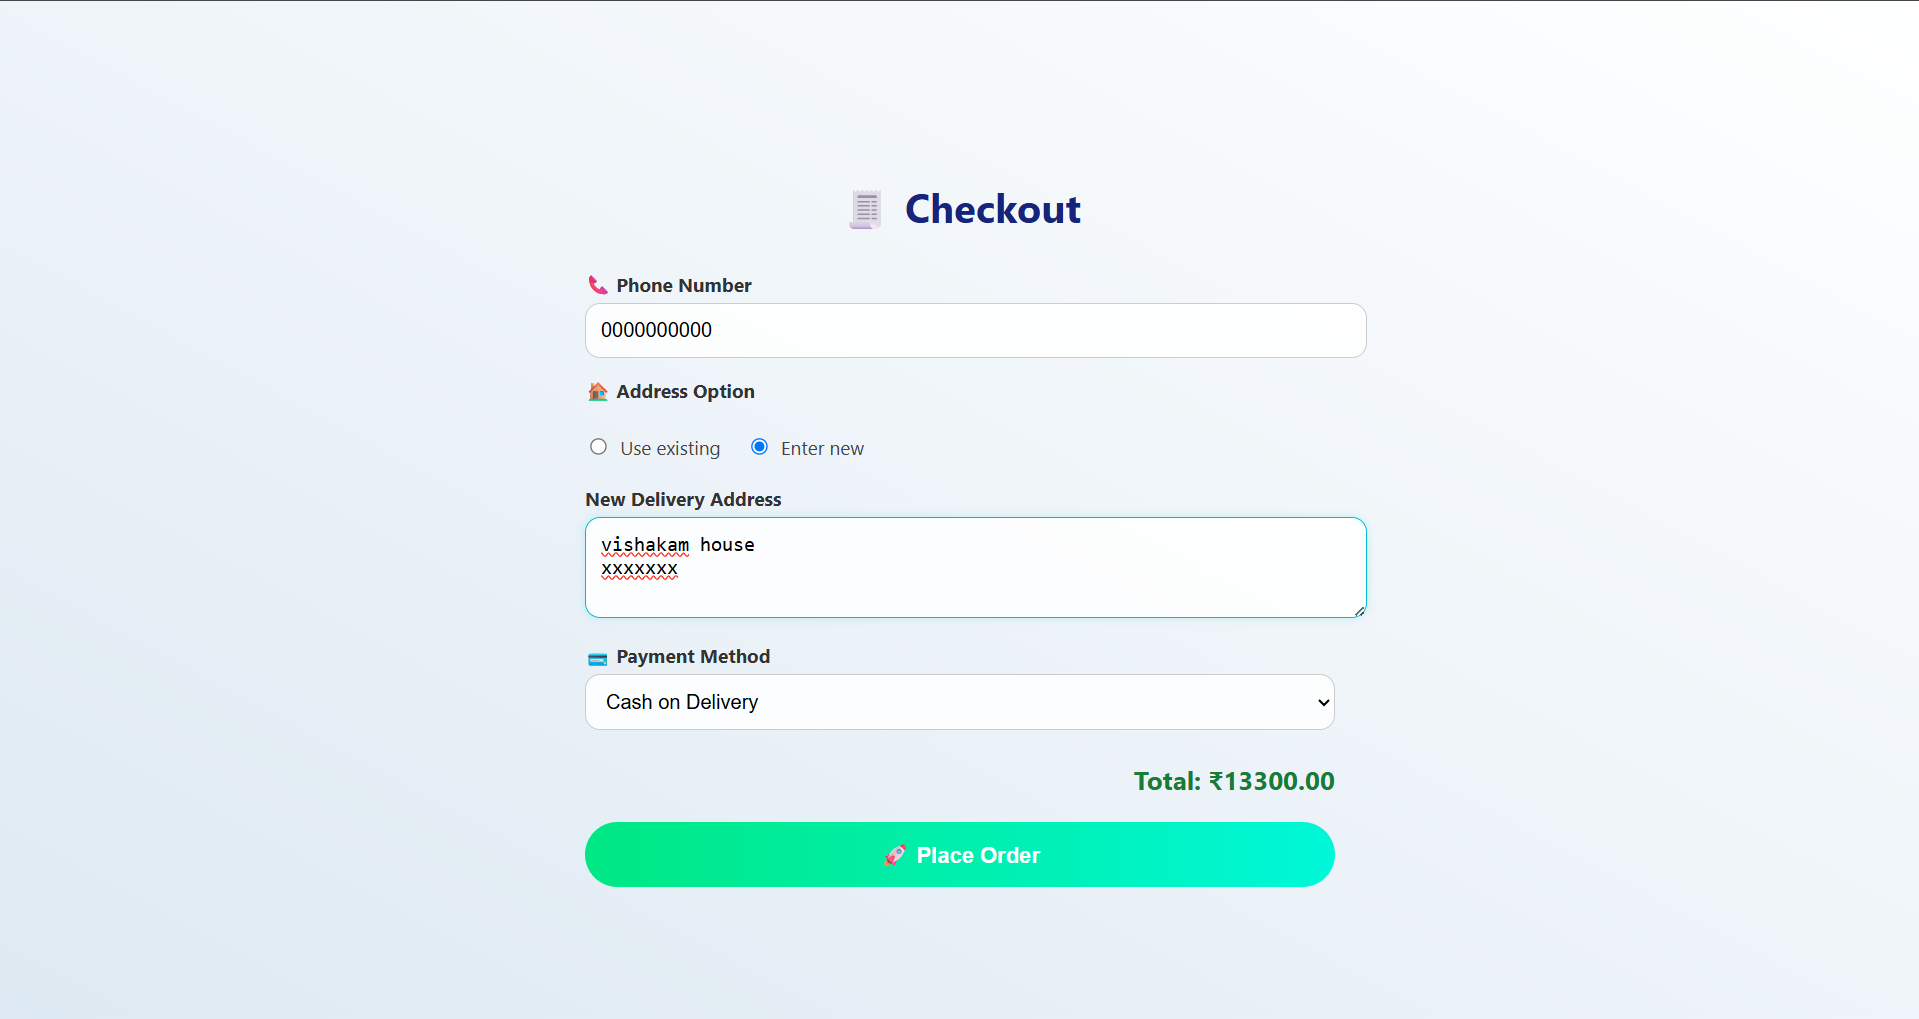 Checkout
Phone Number
0000000000
Address Option
Use existing Enter new
New Delivery Address
vishakam house
xxxxxxx
Payment Method
Cash on Delivery
Total: ₹13300.00
Place Order